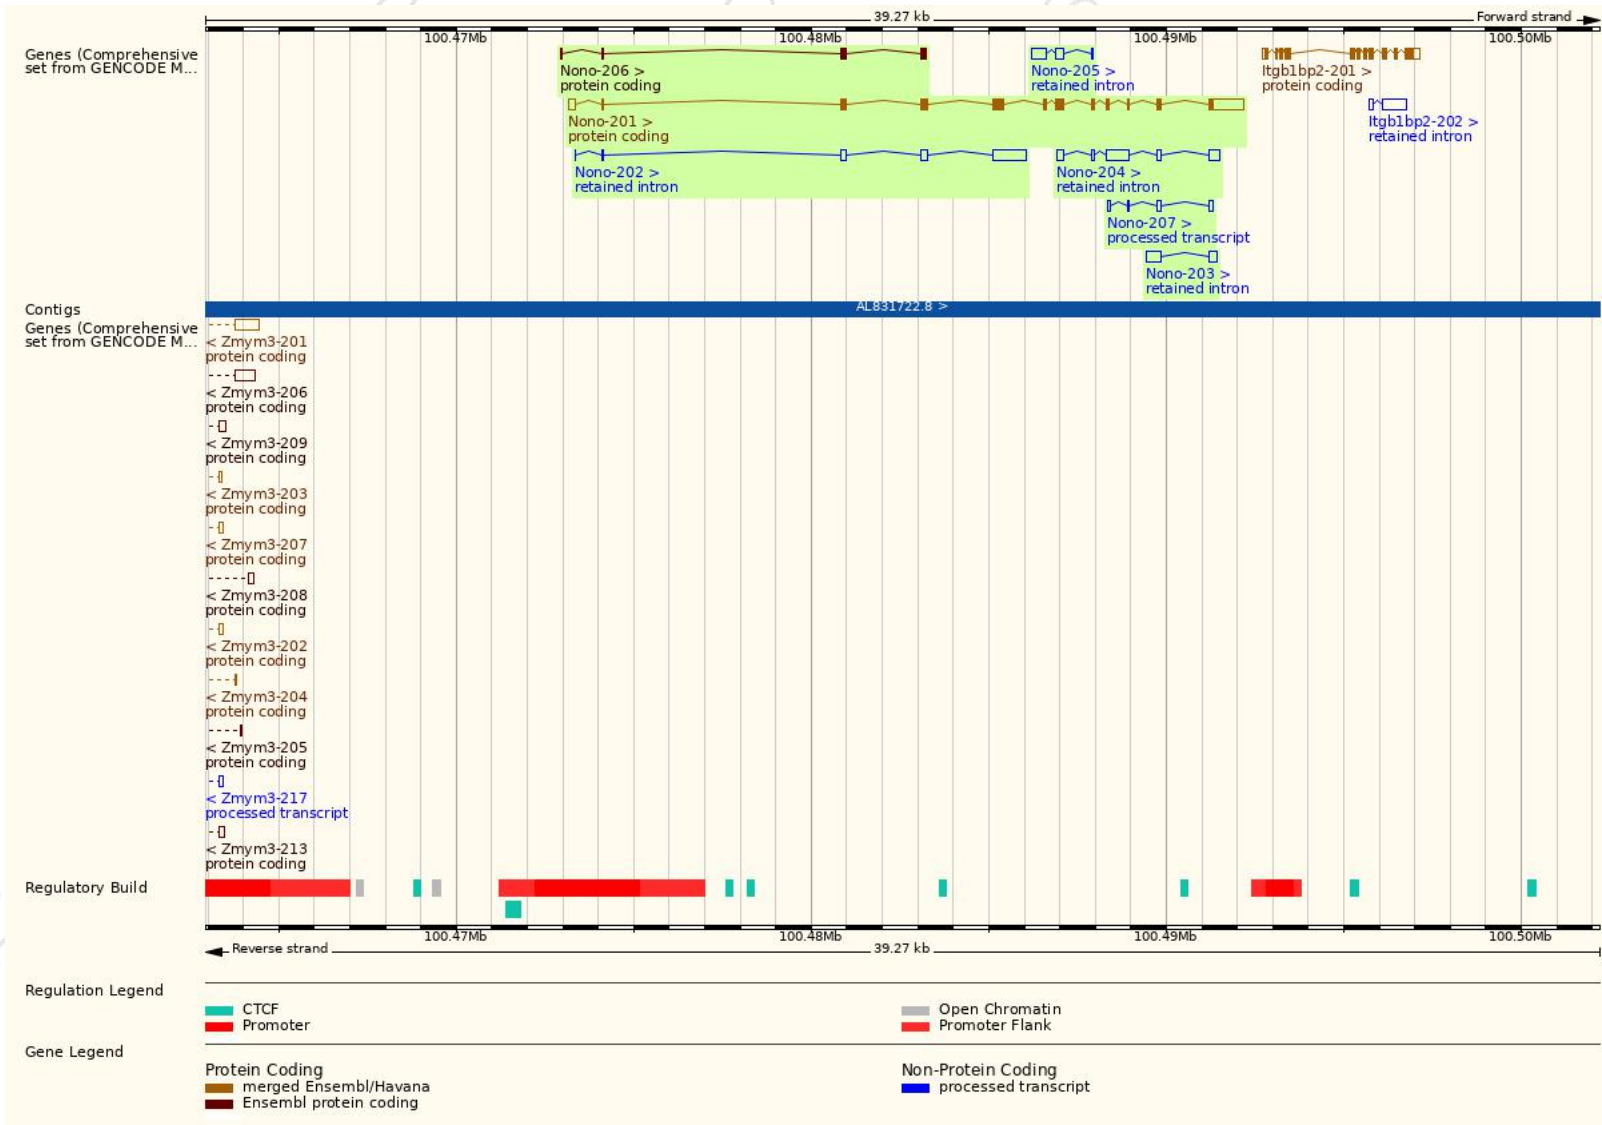 39.27 kb
Forward strand
100.47Mb 100.48Mb 100.49Mb 100.50Mb
Genes (Comprehensive
set from GENCODE M...
Nono-206 >
protein coding
Nono-205 >
retained intron
Itgb1bp2-201 >
protein coding
Nono-201 >
protein coding
Itgb1bp2-202 >
retained intron
Nono-202 >
retained intron
Nono-204 >
retained intron
Nono-207 >
processed transcript
Nono-203 >
retained intron
Contigs
AL831722.8 >
Genes (Comprehensive
set from GENCODE M...
< Zmym3-201
protein coding
< Zmym3-206
protein coding
< Zmym3-209
protein coding
< Zmym3-203
protein coding
< Zmym3-207
protein coding
< Zmym3-208
protein coding
< Zmym3-202
protein coding
< Zmym3-204
protein coding
< Zmym3-205
protein coding
< Zmym3-217
processed transcript
< Zmym3-213
protein coding
Regulatory Build
100.47Mb 100.48Mb 100.49Mb 100.50Mb
Reverse strand
39.27 kb
Regulation Legend
CTCF
Promoter
Open Chromatin
Promoter Flank
Gene Legend
Protein Coding
merged Ensembl/Havana
Ensembl protein coding
Non-Protein Coding
processed transcript